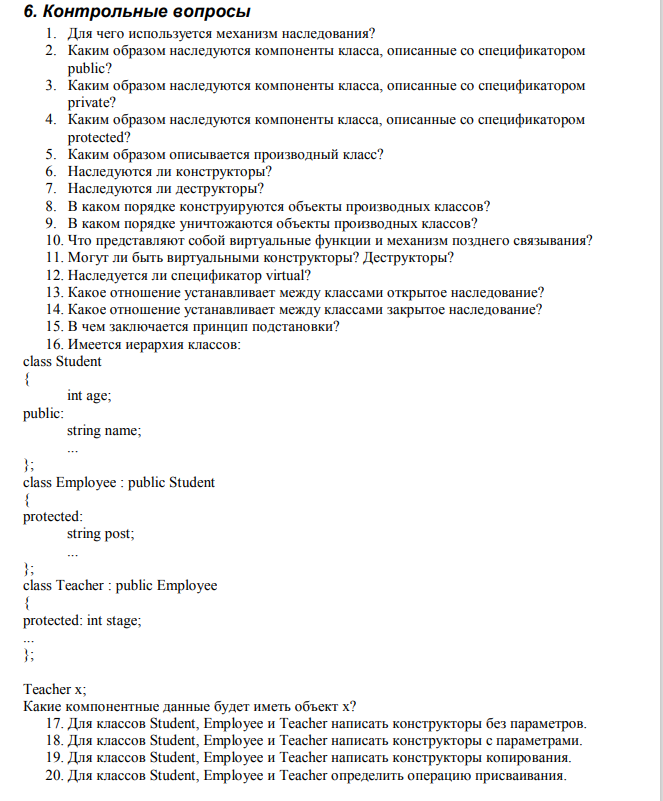 6. Контрольные вопросы
1. Для чего используется механизм наследования?
2. Каким образом наследуются компоненты класса, описанные со спецификатором
public?
3. Каким образом наследуются компоненты класса, описанные со спецификатором
private?
4. Каким образом наследуются компоненты класса, описанные со спецификатором
protected?
5. Каким образом описывается производный класс?
6. Наследуются ли конструкторы?
7. Наследуются ли деструкторы?
8. В каком порядке конструируются объекты производных классов?
9. В каком порядке уничтожаются объекты производных классов?
10. Что представляют собой виртуальные функции и механизм позднего связывания?
11. Могут ли быть виртуальными конструкторы? Деструкторы?
12. Наследуется ли спецификатор virtual?
13. Какое отношение устанавливает между классами открытое наследование?
14. Какое отношение устанавливает между классами закрытое наследование?
15. В чем заключается принцип подстановки?
16. Имеется иерархия классов:
class Student
{
int age;
public:
string name;
...
};
class Employee : public Student
{
protected:
string post;
...
};
class Teacher : public Employee
{
protected: int stage;
...
};
Teacher x;
Какие компонентные данные будет иметь объект х?
17. Для классов Student, Employee и Teacher написать конструкторы без параметров.
18. Для классов Student, Employee и Teacher написать конструкторы с параметрами.
19. Для классов Student, Employee и Teacher написать конструкторы копирования.
20. Для классов Student, Employee и Teacher определить операцию присваивания.